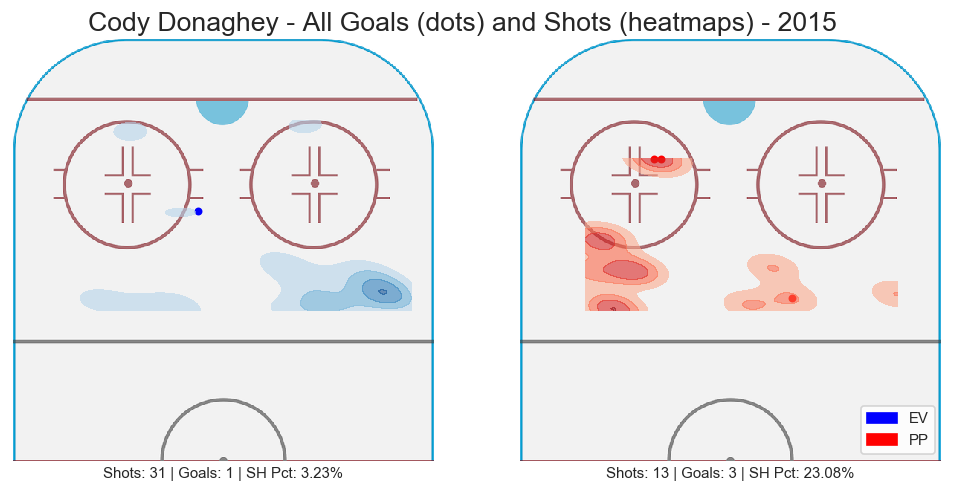 Cody Donaghey - All Goals (dots) and Shots (heatmaps) - 2015
EV
PP
Shots: 31 | Goals: 1 | SH Pct: 3.23%
Shots: 13 | Goals: 3 | SH Pct: 23.08%